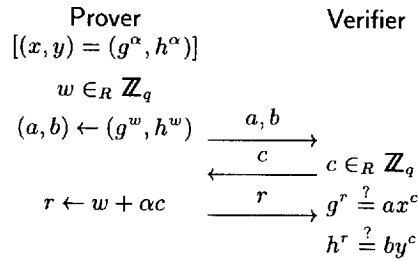 Prover Verifier
[(x, y) = (g^α, h^α)]
w ∈_R ℤ_q
(a, b) ← (g^w, h^w) a, b
c c ∈_R ℤ_q
r ← w + αc r g^r ≟ ax^c
h^r ≟ by^c